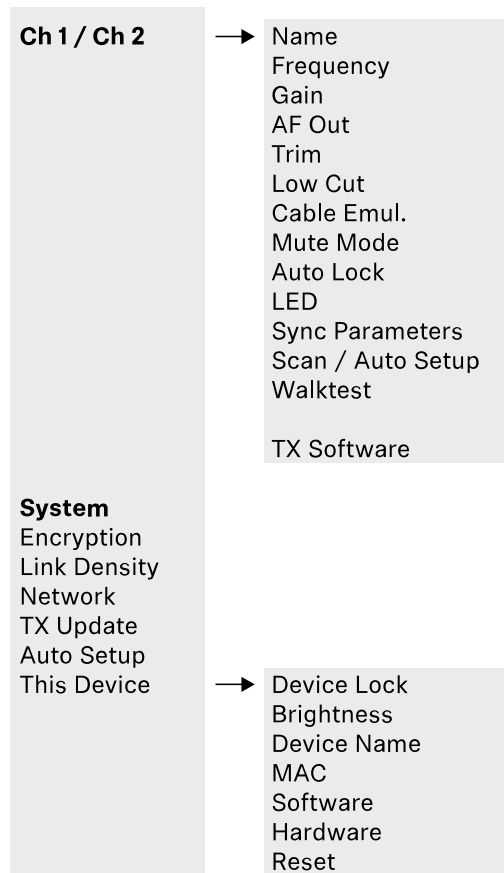 Ch 1 / Ch 2
Name
Frequency
Gain
AF Out
Trim
Low Cut
Cable Emul.
Mute Mode
Auto Lock
LED
Sync Parameters
Scan / Auto Setup
Walktest
TX Software
System
Encryption
Link Density
Network
TX Update
Auto Setup
This Device
Device Lock
Brightness
Device Name
MAC
Software
Hardware
Reset